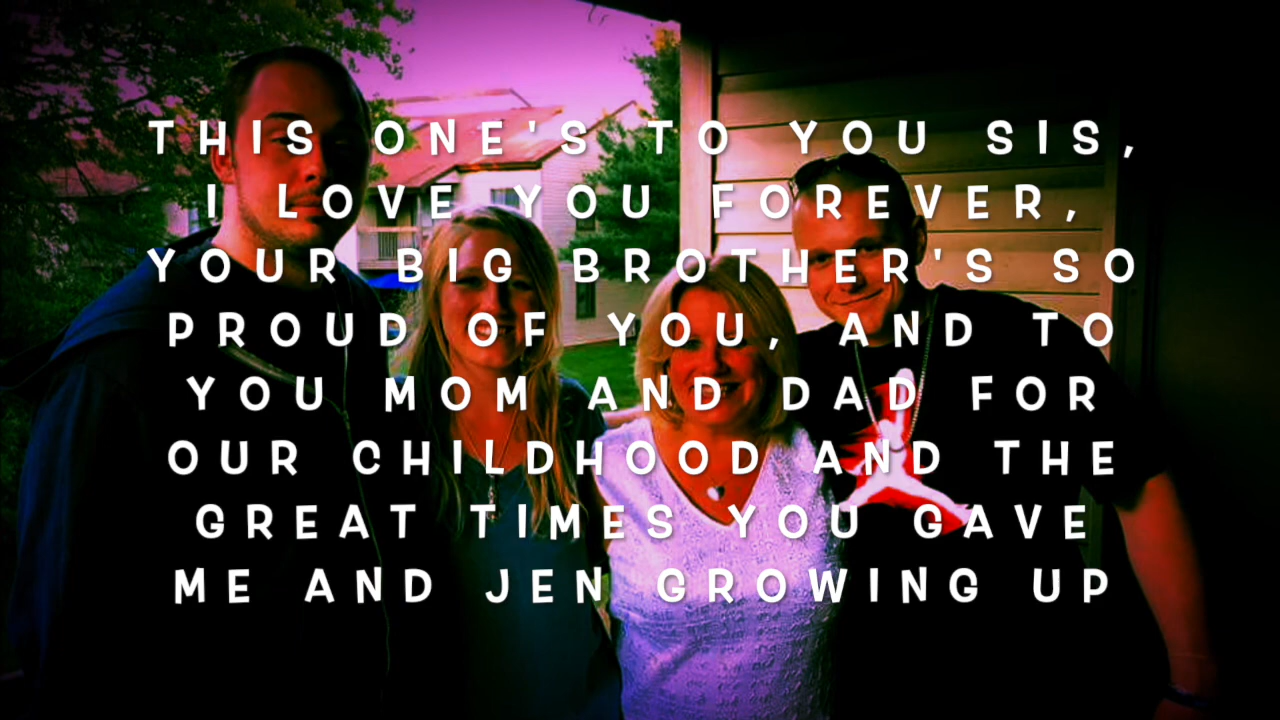 THIS ONE'S TO YOU SIS,
I LOVE YOU FOREVER,
YOUR BIG BROTHER'S SO
PROUD OF YOU, AND TO
YOU MOM AND DAD FOR
OUR CHILDHOOD AND THE
GREAT TIMES YOU GAVE
ME AND JEN GROWING UP